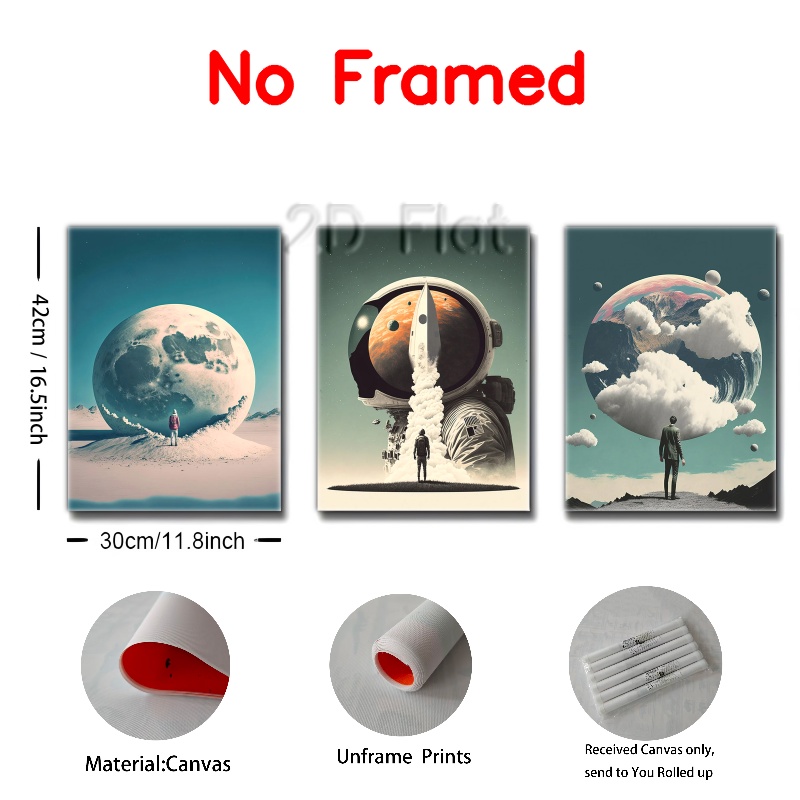 No Framed
2D Flat
42cm / 16.5inch
30cm/11.8inch
Material:Canvas
Unframe Prints
Received Canvas only,
send to You Rolled up